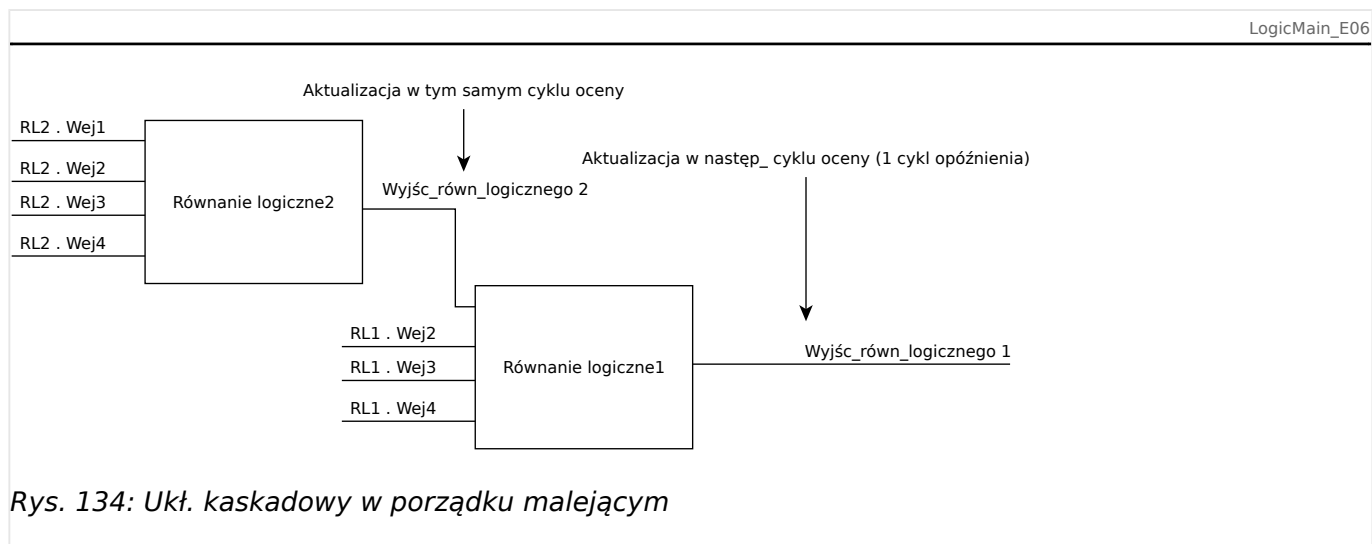 LogicMain_E06
Aktualizacja w tym samym cyklu oceny
RL2 . Wej1
Aktualizacja w następ_ cyklu oceny (1 cykl opóźnienia)
RL2 . Wej2
Wyjśc_równ_logicznego 2
RL2 . Wej3
Równanie logiczne2
RL2 . Wej4
RL1 . Wej2
Wyjśc_równ_logicznego 1
RL1 . Wej3
Równanie logiczne1
RL1 . Wej4
Rys. 134: Ukł. kaskadowy w porządku malejącym